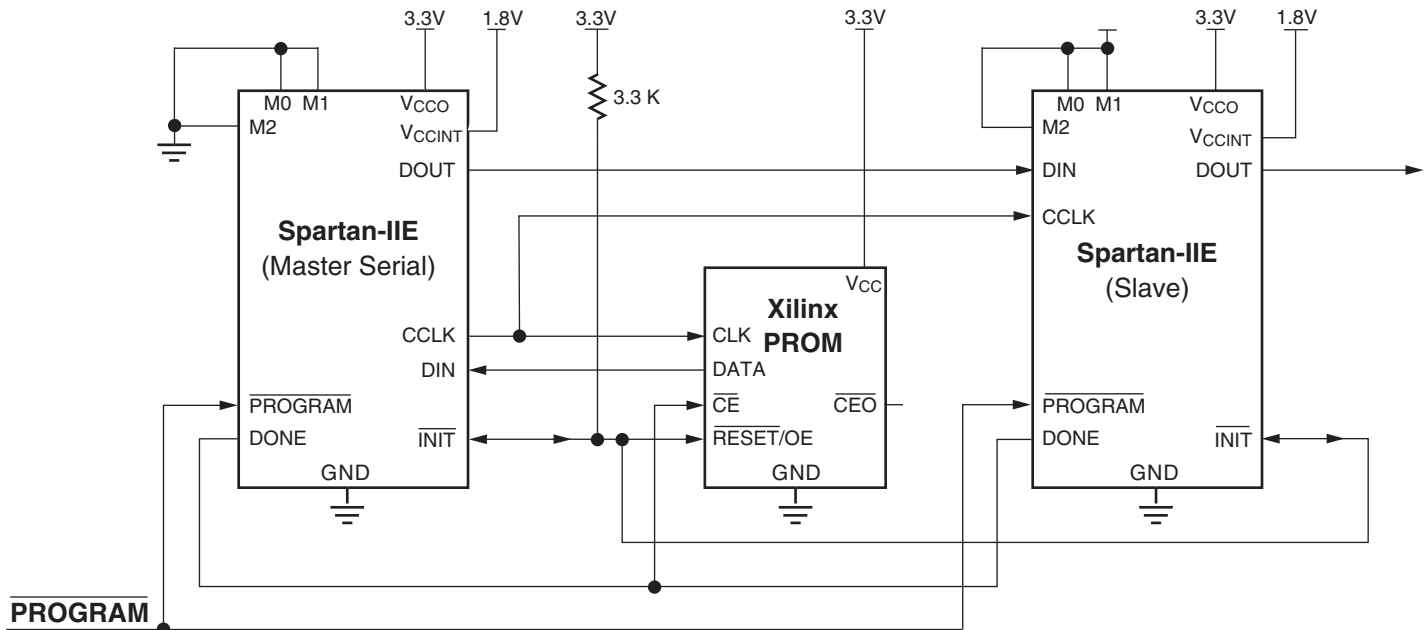 3.3V 1.8V 3.3V 3.3V 3.3V 1.8V
3.3 K
M0 M1 VCCO
M2
VCCINT
DOUT
Spartan-IIE
(Master Serial)
CCLK
DIN
PROGRAM
DONE INIT
GND
VCC
Xilinx
PROM
CLK
DATA
CE CEO
RESET/OE
GND
M0 M1 VCCO
M2
VCCINT
DIN DOUT
CCLK
Spartan-IIE
(Slave)
PROGRAM
DONE INIT
GND
PROGRAM